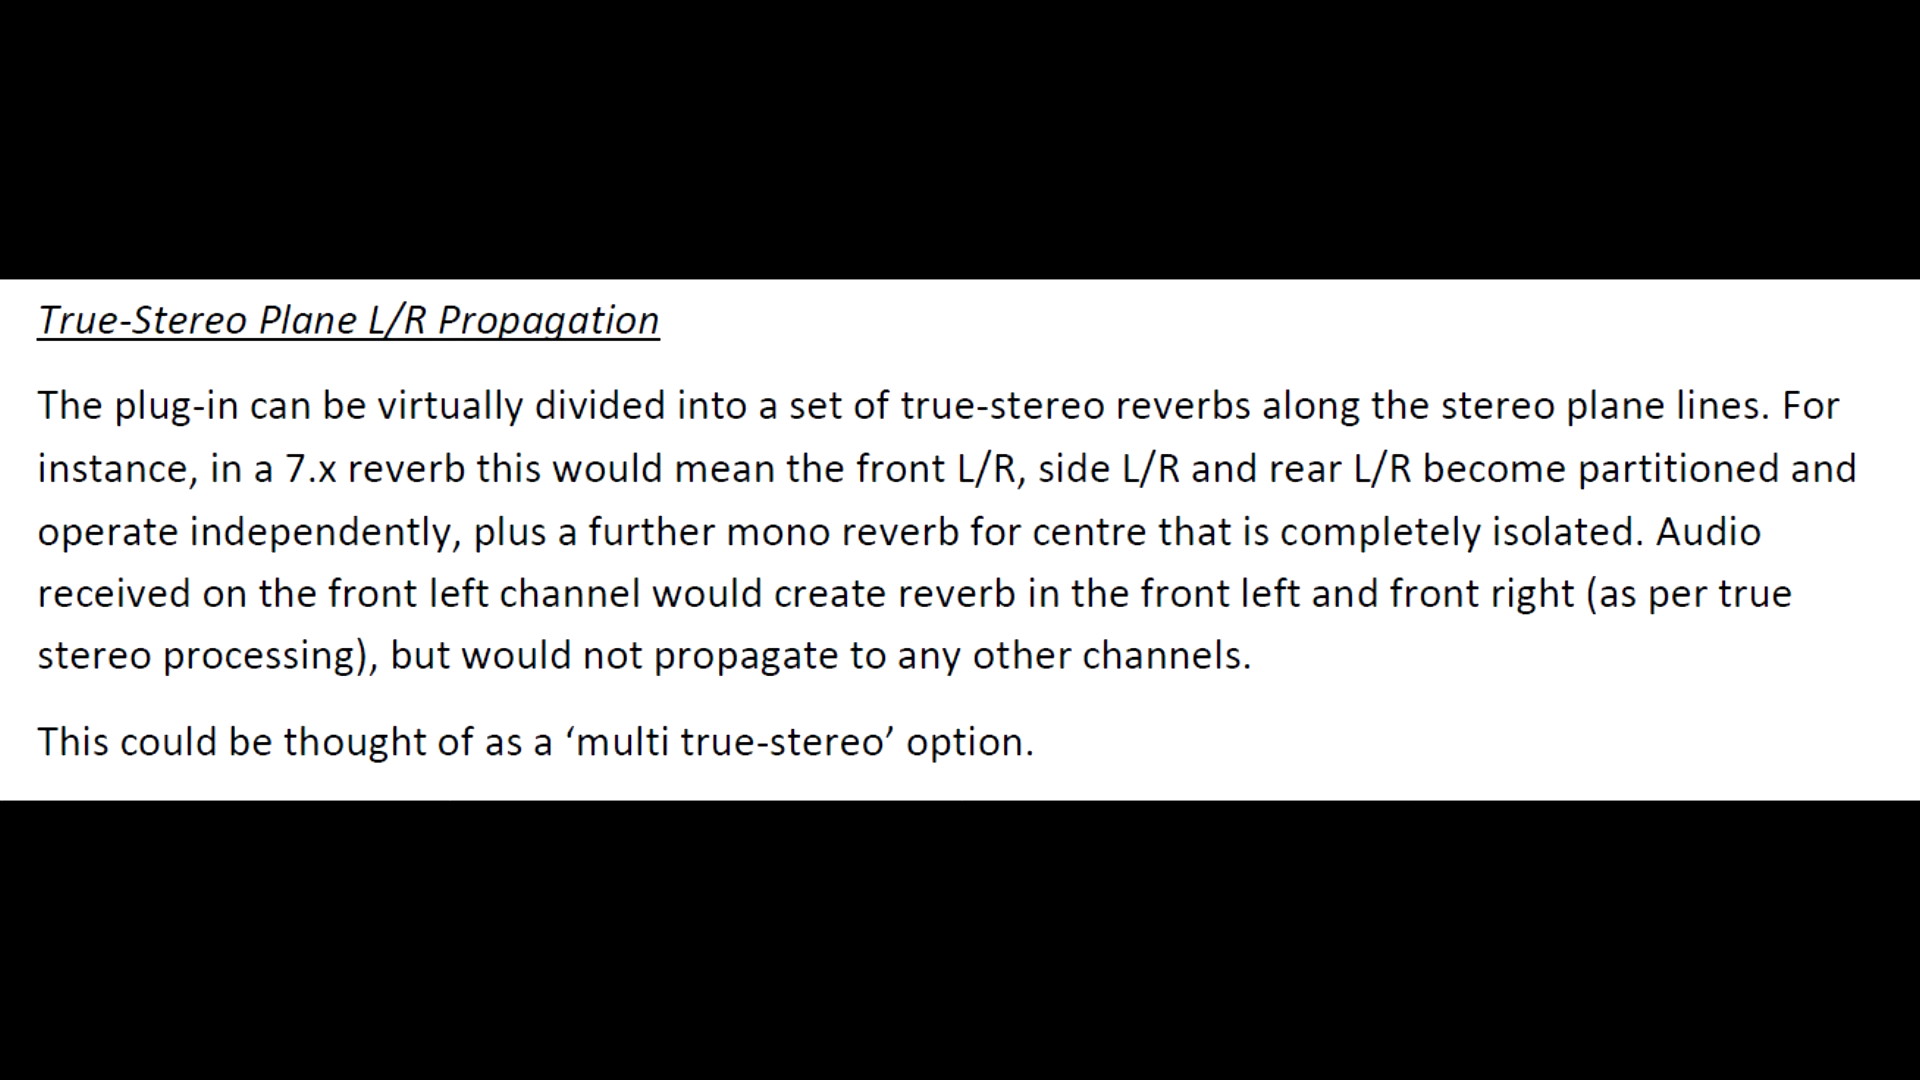 True-Stereo Plane L/R Propagation
The plug-in can be virtually divided into a set of true-stereo reverbs along the stereo plane lines. For
instance, in a 7.x reverb this would mean the front L/R, side L/R and rear L/R become partitioned and
operate independently, plus a further mono reverb for centre that is completely isolated. Audio
received on the front left channel would create reverb in the front left and front right (as per true
stereo processing), but would not propagate to any other channels.
This could be thought of as a ‘multi true-stereo’ option.